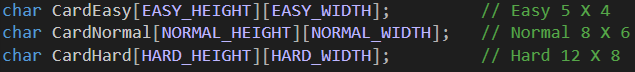 char CardEasy[EASY_HEIGHT][EASY_WIDTH];          // Easy 5 X 4
char CardNormal[NORMAL_HEIGHT][NORMAL_WIDTH];   // Normal 8 X 6
char CardHard[HARD_HEIGHT][HARD_WIDTH];          // Hard 12 X 8